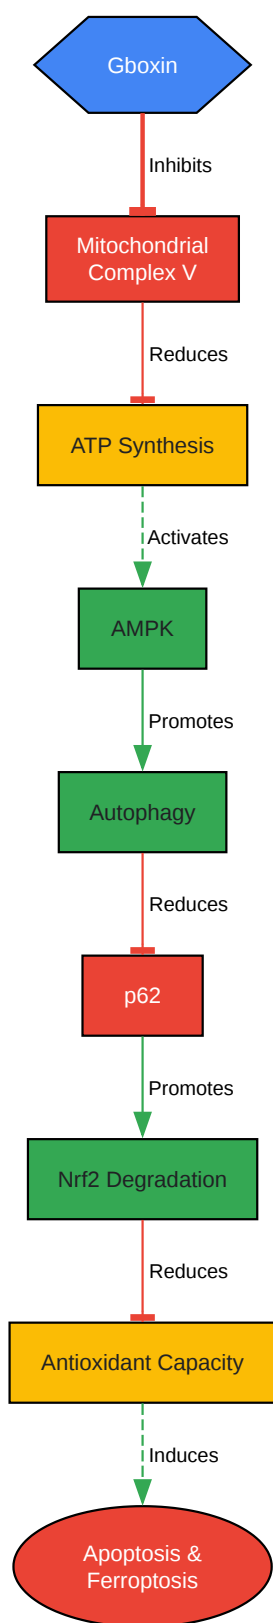 Gboxin
Inhibits
Mitochondrial
Complex V
Reduces
ATP Synthesis
Activates
AMPK
Promotes
Autophagy
Reduces
p62
Promotes
Nrf2 Degradation
Reduces
Antioxidant Capacity
Induces
Apoptosis &
Ferroptosis